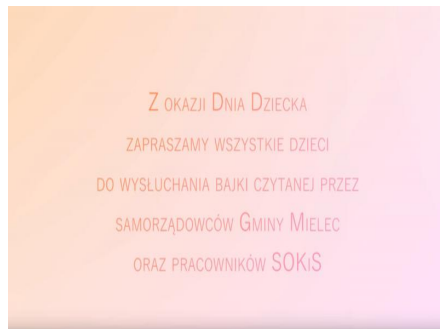 Z OKAZJI DNIA DZIECKA
ZAPRASZAMY WSZYSTKIE DZIECI
DO WYSŁUCHANIA BAJKI CZYTANEJ PRZEZ
SAMORZĄDOWCÓW GMINY MIELEC
ORAZ PRACOWNIKÓW SOKIS